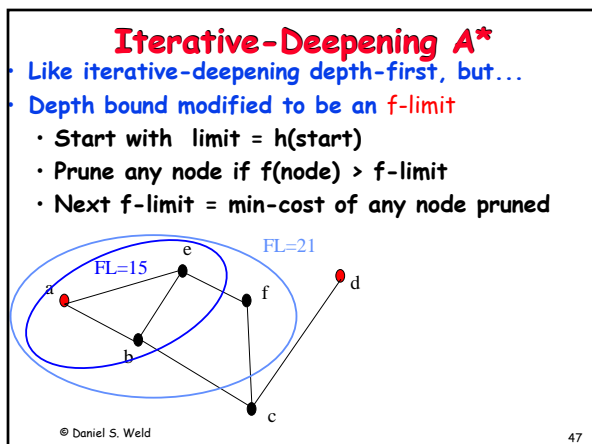 Iterative-Deepening A*
• Like iterative-deepening depth-first, but...
• Depth bound modified to be an f-limit
• Start with limit = h(start)
• Prune any node if f(node) > f-limit
• Next f-limit = min-cost of any node pruned
FL=21
e
FL=15
d
a
f
b
c
© Daniel S. Weld
47